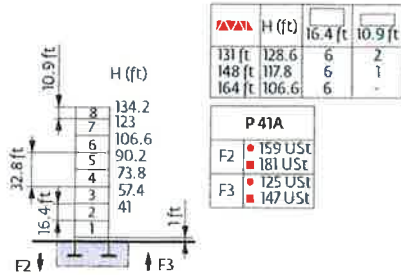 H (ft) 16.4 ft 10.9 ft
131 ft 128.6 6 2
148 ft 117.8 6 1
164 ft 106.6 6 -
P 41A
F2 ● 159 USt
■ 181 USt
F3 ● 125 USt
■ 147 USt
10.9 ft
32.8 ft
16.4 ft
1 ft
H (ft)
8 134.2
7 123
6 106.6
5 90.2
4 73.8
3 57.4
2 41
1
F2 F3